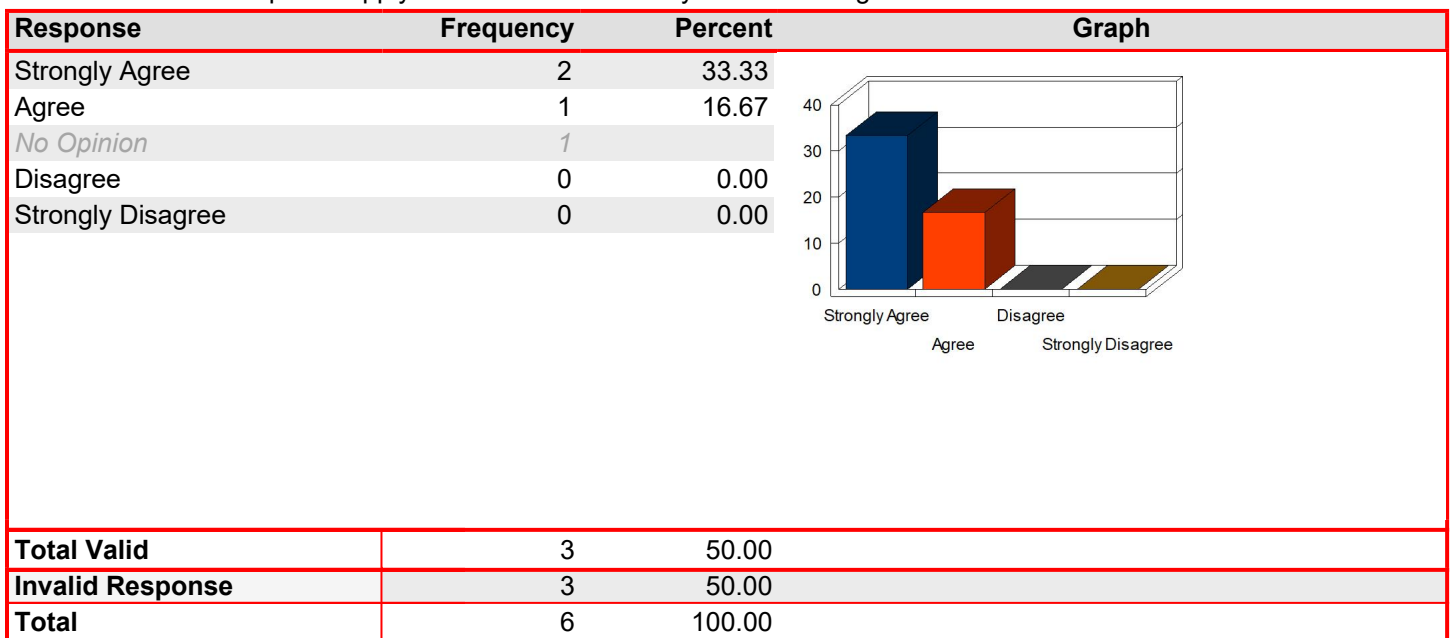 Response Frequency Percent Graph
Strongly Agree 2 33.33
Agree 1 16.67
No Opinion 1
Disagree 0 0.00
Strongly Disagree 0 0.00
40
30
20
10
0
Strongly Agree Disagree
Agree Strongly Disagree
Total Valid 3 50.00
Invalid Response 3 50.00
Total 6 100.00